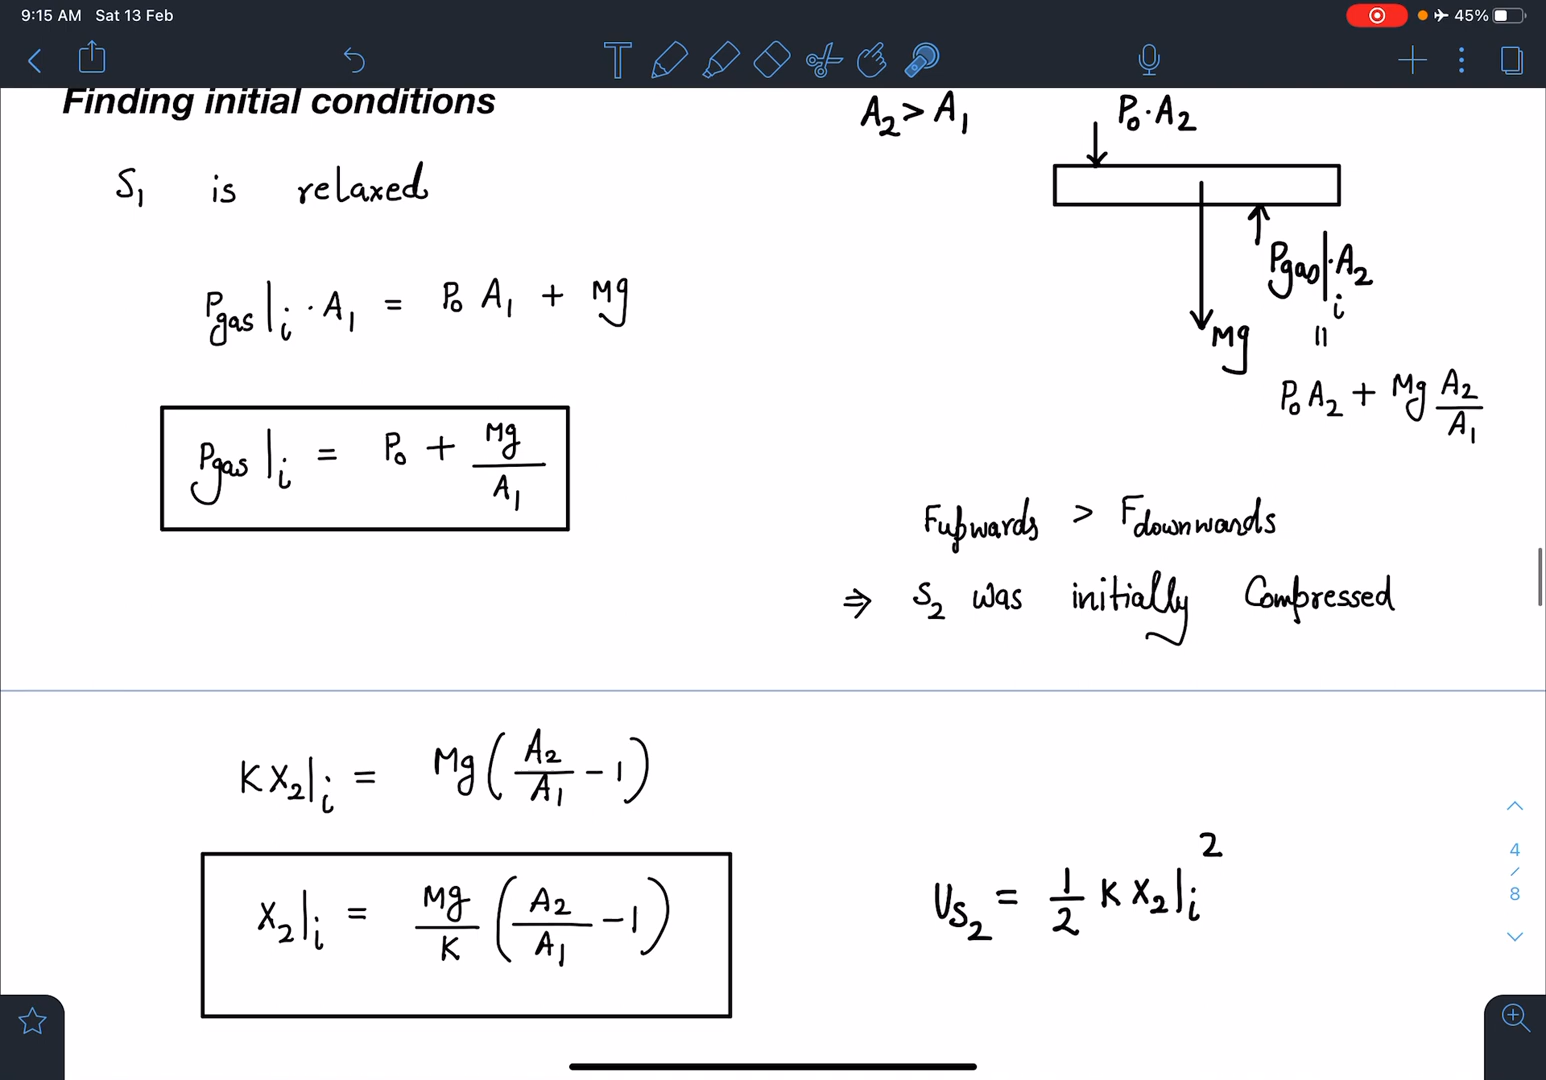 9:15 AM Sat 13 Feb
45%
T
Finding initial conditions
S₁ is relaxed
Pgas|i · A₁ = P₀ A₁ + Mg
Pgas|i = P₀ + Mg/A₁
A₂ > A₁
P₀·A₂
Pgas|i·A₂
Mg
=
P₀A₂ + Mg A₂/A₁
Fupwards > Fdownwards
⇒ S₂ was initially Compressed
K X₂|i = Mg (A₂/A₁ − 1)
X₂|i = Mg/K (A₂/A₁ − 1)
U_S₂ = 1/2 K X₂|i²
4
/
8